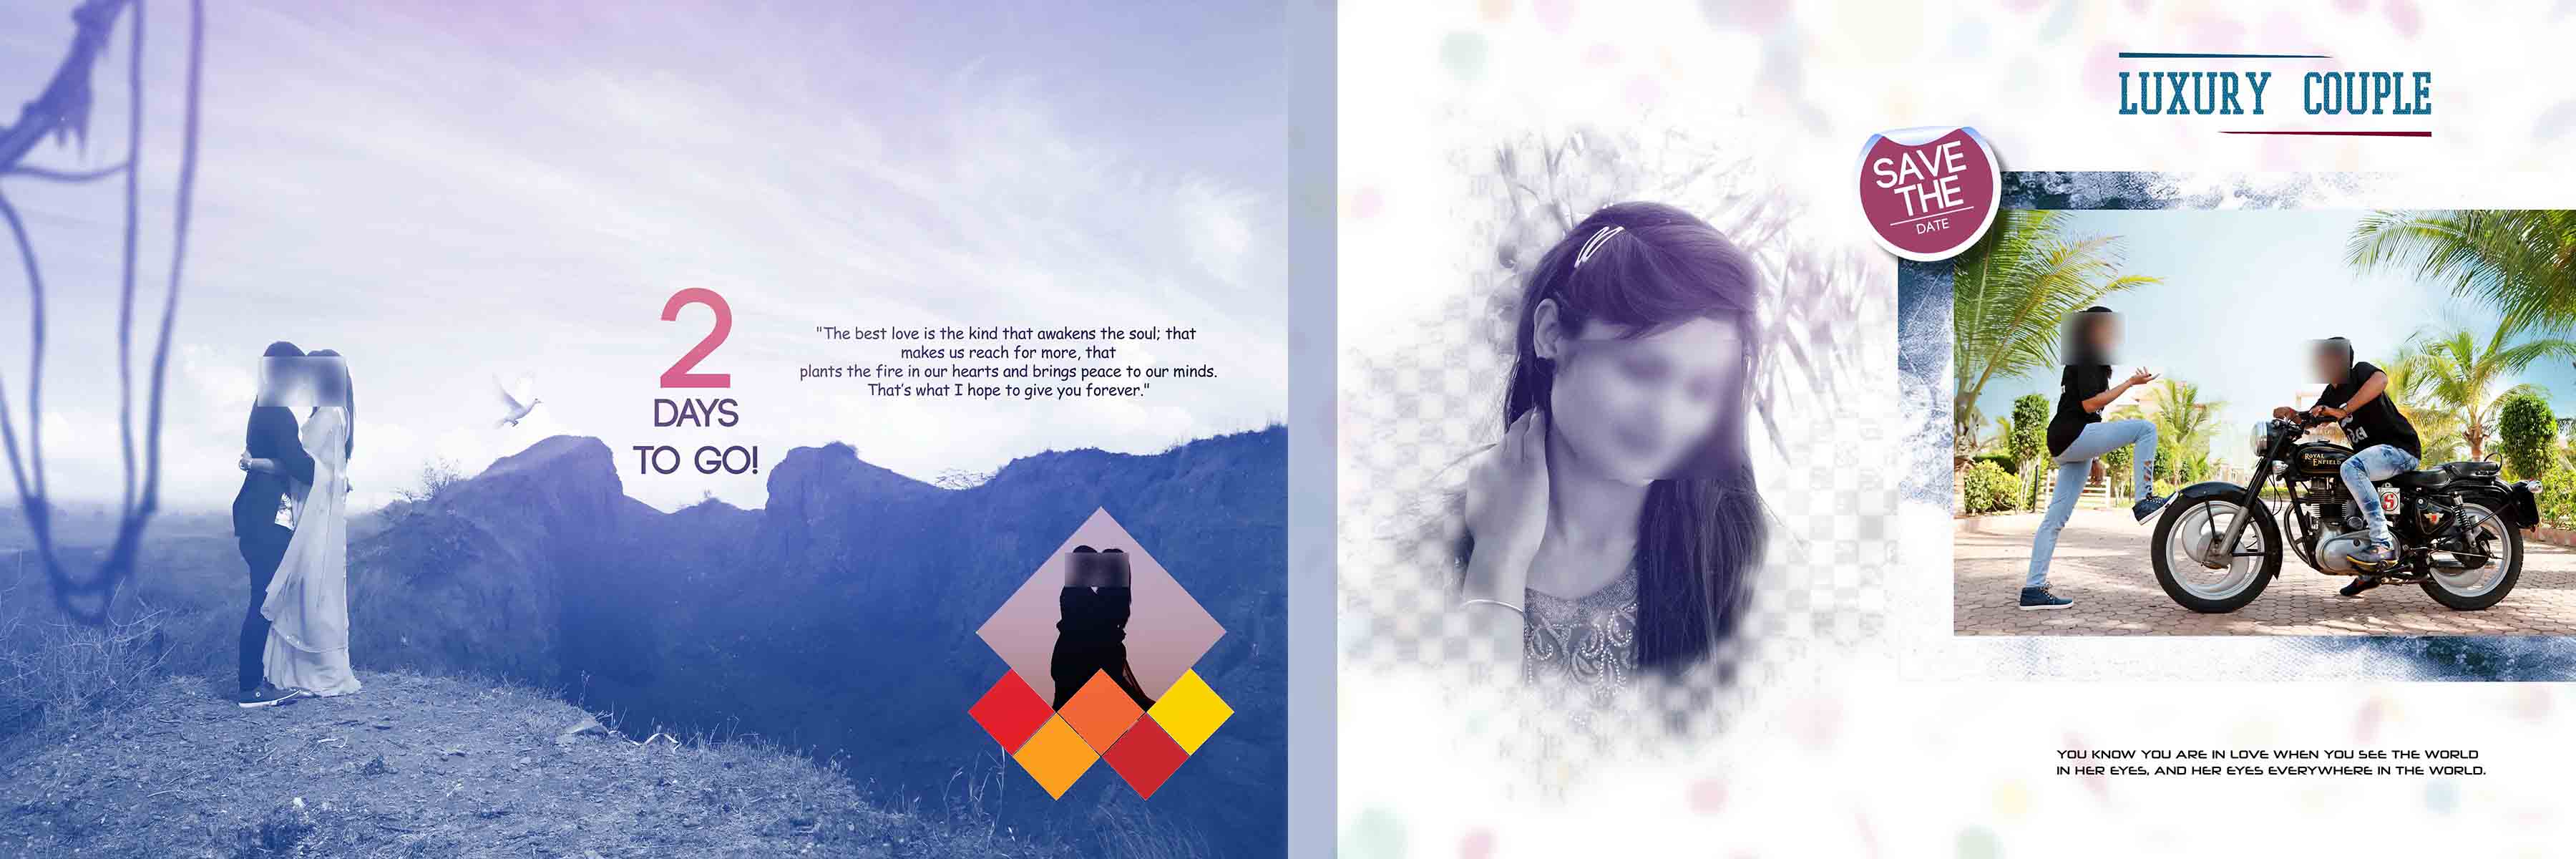 2
DAYS
TO GO!
"The best love is the kind that awakens the soul; that
makes us reach for more, that
plants the fire in our hearts and brings peace to our minds.
That's what I hope to give you forever."
LUXURY COUPLE
SAVE
THE
DATE
ROYAL
ENFIELD
YOU KNOW YOU ARE IN LOVE WHEN YOU SEE THE WORLD
IN HER EYES, AND HER EYES EVERYWHERE IN THE WORLD.